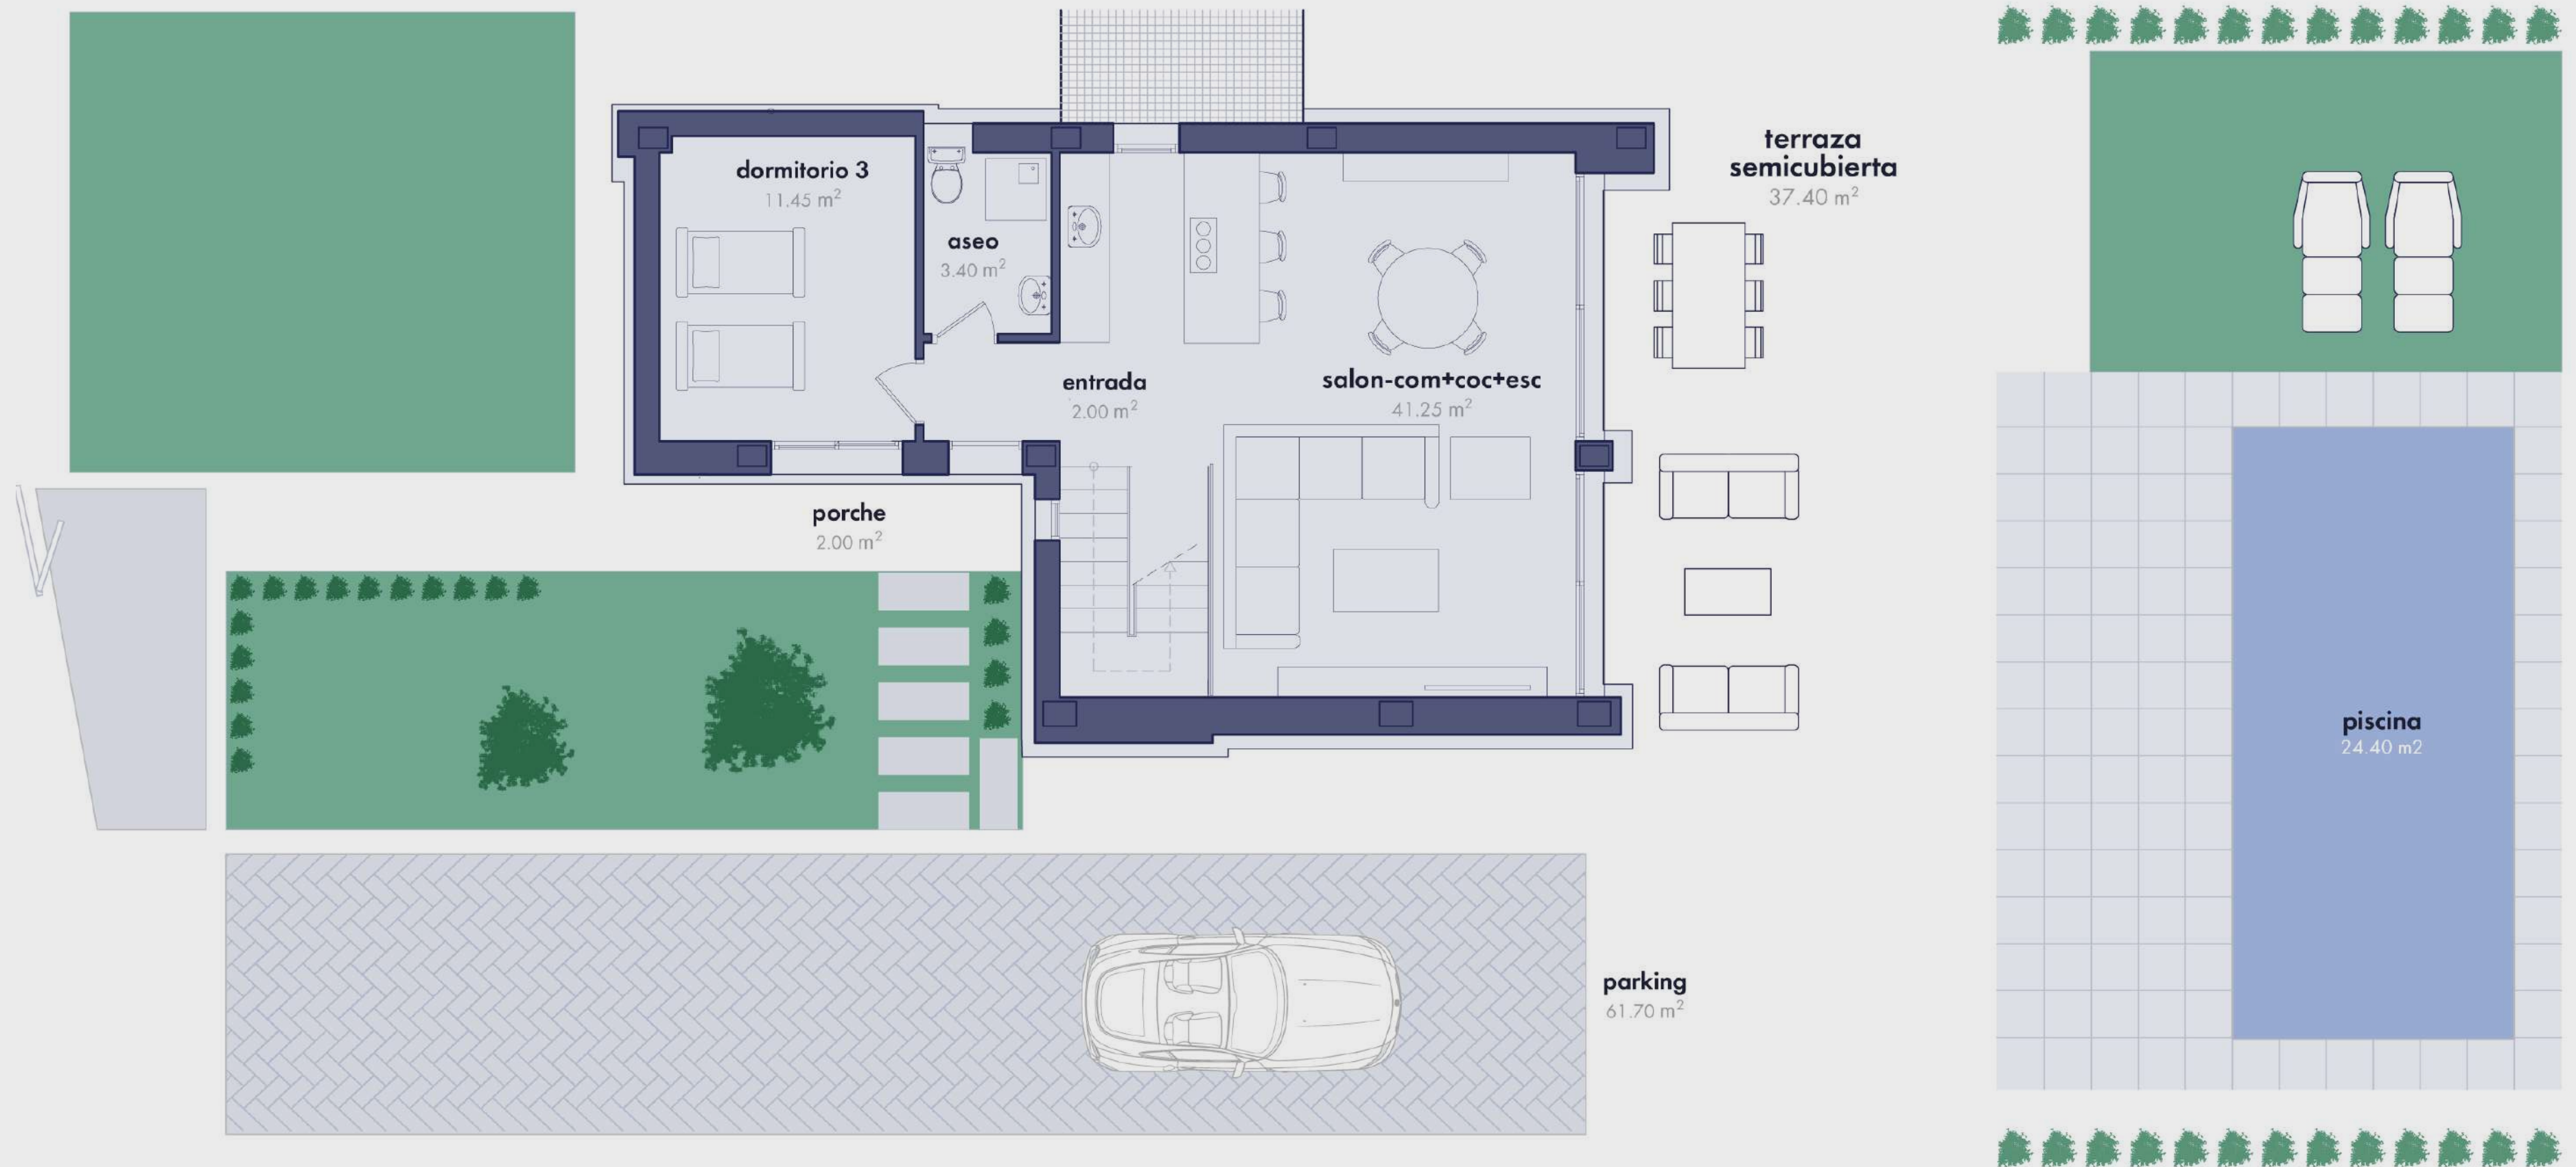 dormitorio 3
11.45 m²
aseo
3.40 m²
entrada
2.00 m²
salon-com+coc+esc
41.25 m²
terraza
semicubierta
37.40 m²
porche
2.00 m²
piscina
24.40 m2
parking
61.70 m²